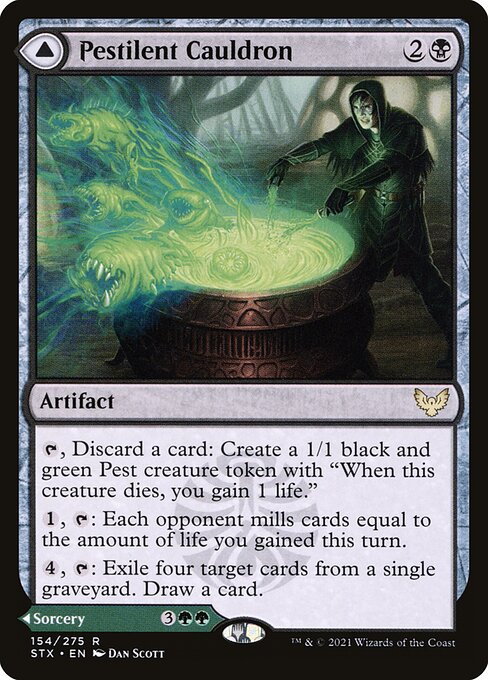 Pestilent Cauldron 2
Artifact
, Discard a card: Create a 1/1 black and
green Pest creature token with “When this
creature dies, you gain 1 life.”
1, : Each opponent mills cards equal to
the amount of life you gained this turn.
4, : Exile four target cards from a single
graveyard. Draw a card.
Sorcery 3
154/275 R
STX • EN DAN SCOTT
™ & © 2021 Wizards of the Coast